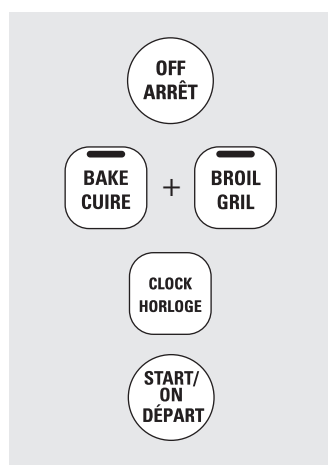 OFF
ARRÊT
BAKE
CUIRE
+
BROIL
GRIL
CLOCK
HORLOGE
START/
ON
DÉPART